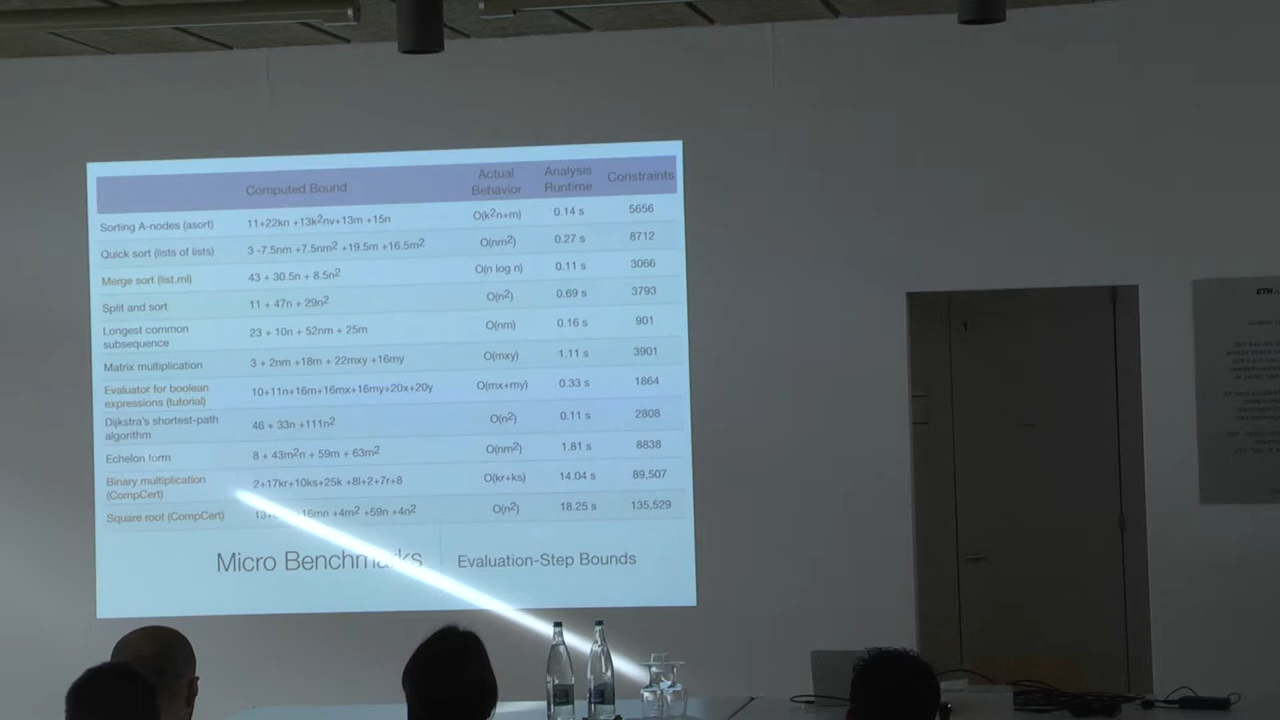 Computed Bound Actual Behavior Analysis Runtime Constraints
Sorting A-nodes (asort) 11+22kn +13k²nv+13m +15n O(k²n+m) 0.14 s 5656
Quick sort (lists of lists) 3 -7.5nm +7.5nm² +19.5m +16.5m² O(nm²) 0.27 s 8712
Merge sort (list.ml) 43 + 30.5n + 8.5n² O(n log n) 0.11 s 3066
Split and sort 11 + 47n + 29n² O(n²) 0.69 s 3793
Longest common subsequence 23 + 10n + 52nm + 25m O(nm) 0.16 s 901
Matrix multiplication 3 + 2nm +18m + 22mxy +16my O(mxy) 1.11 s 3901
Evaluator for boolean expressions (tutorial) 10+11n+16m+16mx+16my+20x+20y O(mx+my) 0.33 s 1864
Dijkstra's shortest-path algorithm 46 + 33n +111n² O(n²) 0.11 s 2808
Echelon form 8 + 43m²n + 59m + 63m² O(nm²) 1.81 s 8838
Binary multiplication (CompCert) 2+17kr+10ks+25k +8l+2+7r+8 O(kr+ks) 14.04 s 89,507
Square root (CompCert) +4m² +59n +4n² O(n²) 18.25 s 135,529
Micro Benchmarks Evaluation-Step Bounds
1
ETH